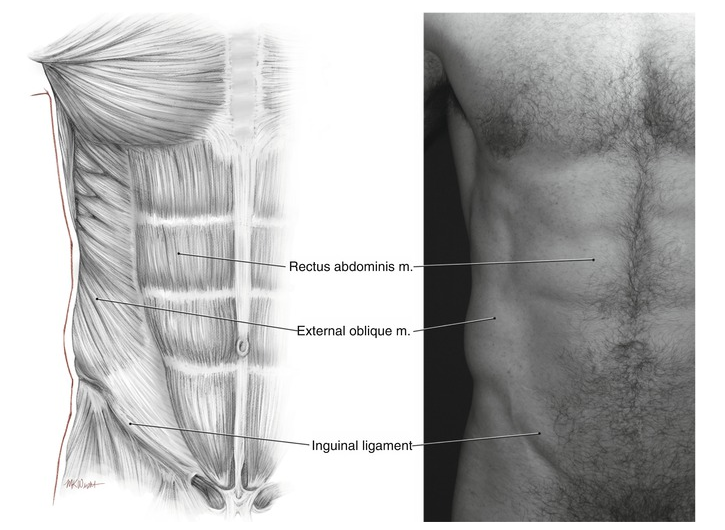 Rectus abdominis m.
External oblique m.
Inguinal ligament